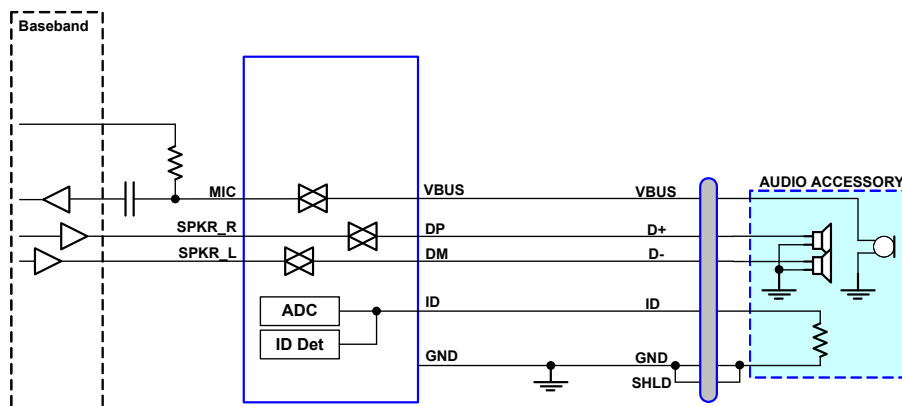 Baseband
MIC
VBUS
VBUS
AUDIO ACCESSORY
SPKR_R
DP
D+
SPKR_L
DM
D-
ADC
ID
ID
ID Det
GND
GND
SHLD